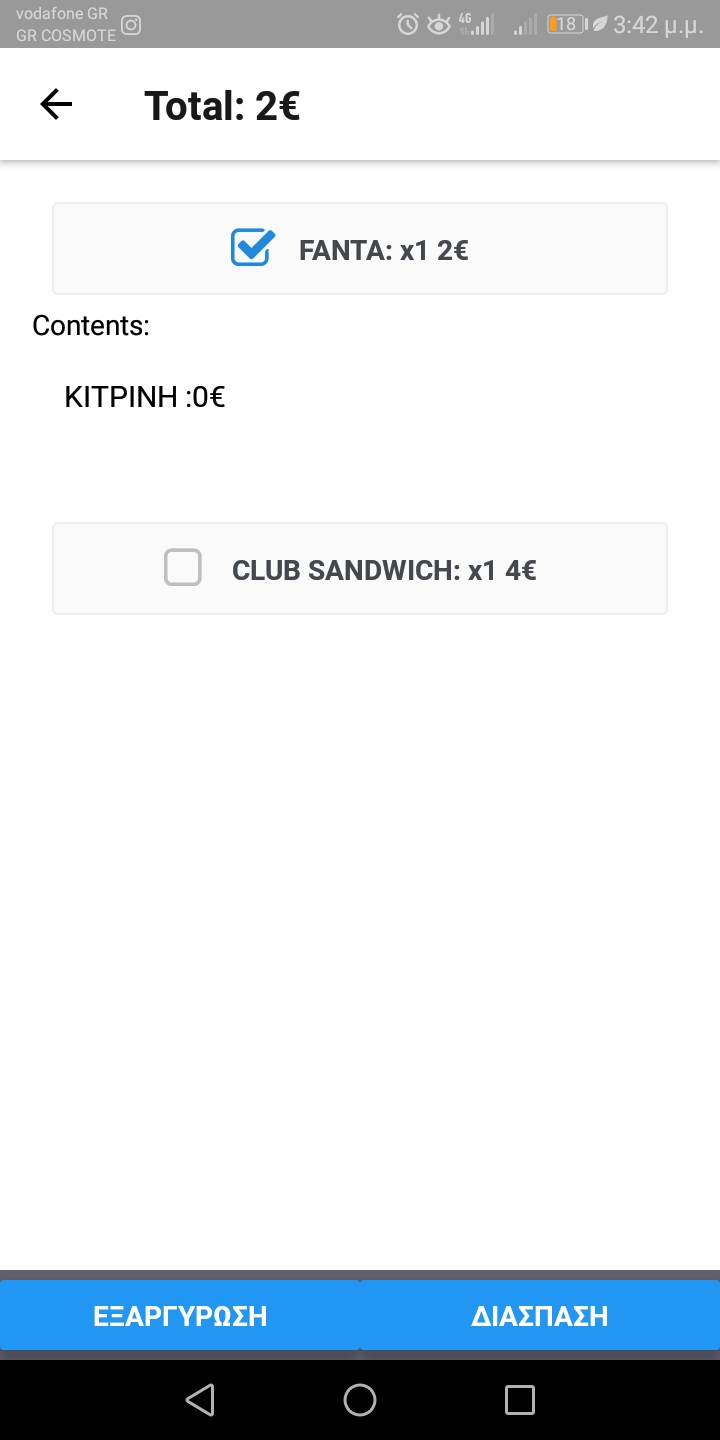 vodafone GR
GR COSMOTE
4G
18
3:42 μ.μ.
Total: 2€
FANTA: x1 2€
Contents:
ΚΙΤΡΙΝΗ :0€
CLUB SANDWICH: x1 4€
ΕΞΑΡΓΥΡΩΣΗ
ΔΙΑΣΠΑΣΗ